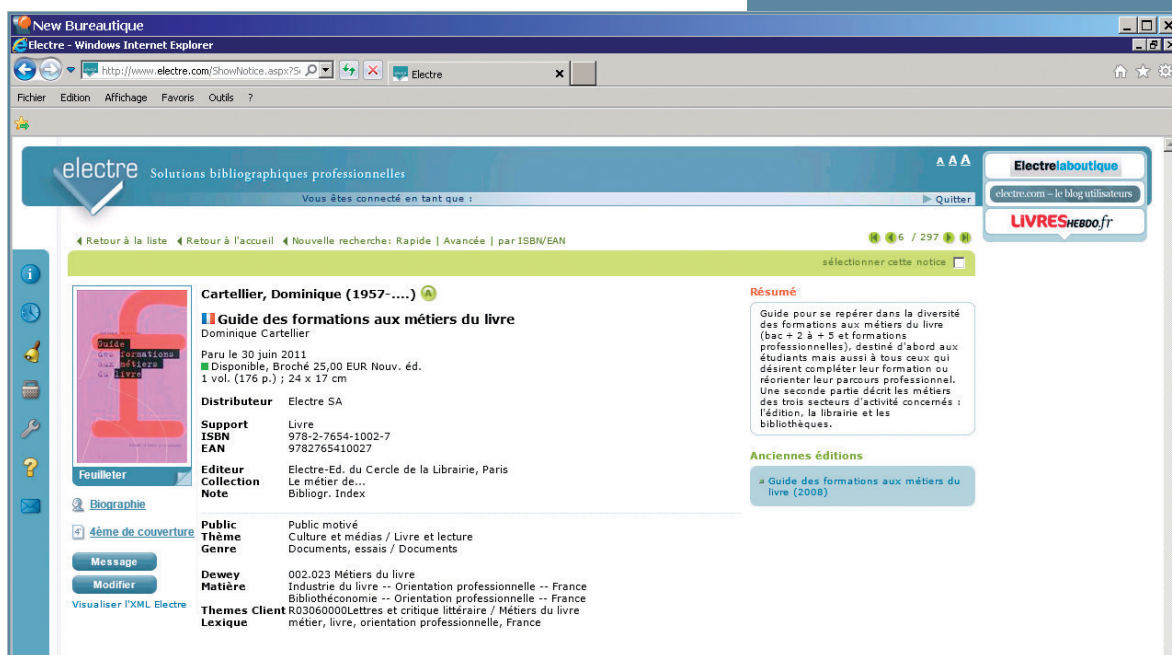 New Bureautique
Electre - Windows Internet Explorer
http://www.electre.com/ShowNotice.aspx?S
Electre
Fichier Edition Affichage Favoris Outils ?
electre Solutions bibliographiques professionnelles
A A A
Vous êtes connecté en tant que :
Quitter
Electrelaboutique
electre.com – le blog utilisateurs
LIVRESHEBDO.fr
Retour à la liste Retour à l'accueil Nouvelle recherche: Rapide | Avancée | par ISBN/EAN
6 / 297
sélectionner cette notice
Guide
des formations
aux métiers
du livre
Feuilleter
Biographie
4ème de couverture
Message
Modifier
Visualiser l'XML Electre
Cartellier, Dominique (1957-....) A
Guide des formations aux métiers du livre
Dominique Cartellier
Paru le 30 juin 2011
Disponible, Broché 25,00 EUR Nouv. éd.
1 vol. (176 p.) ; 24 x 17 cm
Distributeur Electre SA
Support Livre
ISBN 978-2-7654-1002-7
EAN 9782765410027
Editeur Electre-Ed. du Cercle de la Librairie, Paris
Collection Le métier de...
Note Bibliogr. Index
Public Public motivé
Thème Culture et médias / Livre et lecture
Genre Documents, essais / Documents
Dewey 002.023 Métiers du livre
Matière Industrie du livre -- Orientation professionnelle -- France
Bibliothéconomie -- Orientation professionnelle -- France
Themes Client R03060000Lettres et critique littéraire / Métiers du livre
Lexique métier, livre, orientation professionnelle, France
Résumé
Guide pour se repérer dans la diversité
des formations aux métiers du livre
(bac + 2 à + 5 et formations
professionnelles), destiné d'abord aux
étudiants mais aussi à tous ceux qui
désirent compléter leur formation ou
réorienter leur parcours professionnel.
Une seconde partie décrit les métiers
des trois secteurs d'activité concernés :
l'édition, la librairie et les
bibliothèques.
Anciennes éditions
Guide des formations aux métiers du
livre (2008)